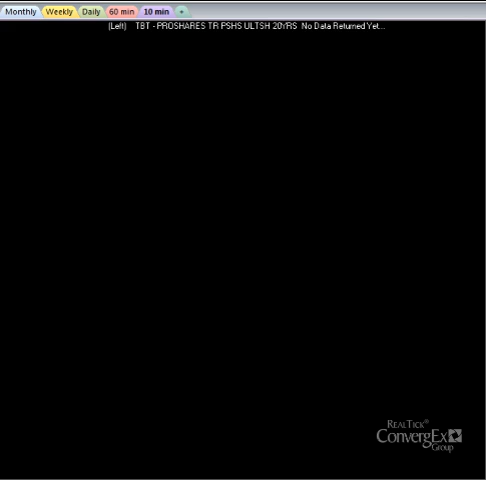 Monthly Weekly Daily 60 min 10 min +
(Left) TBT - PROSHARES TR PSHS ULTSH 20YRS No Data Returned Yet...
REALTICK®
ConvergEx
Group